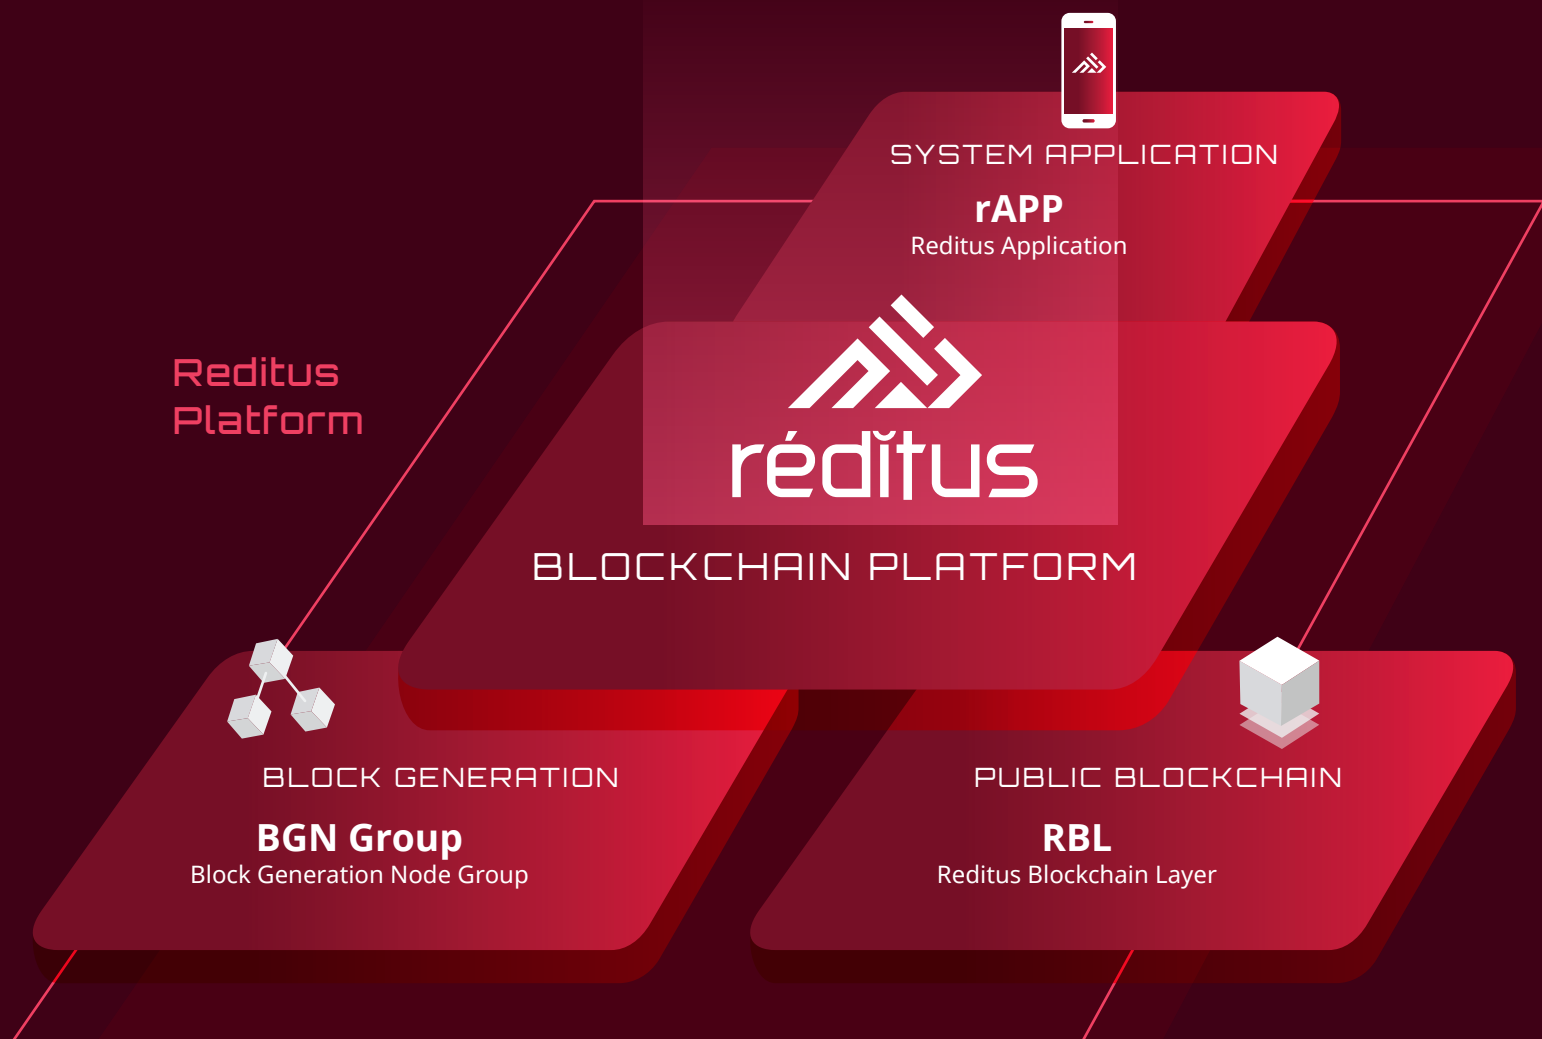 SYSTEM APPLICATION
rAPP
Reditus Application
Reditus
Platform
rédĭtus
BLOCKCHAIN PLATFORM
BLOCK GENERATION
BGN Group
Block Generation Node Group
PUBLIC BLOCKCHAIN
RBL
Reditus Blockchain Layer